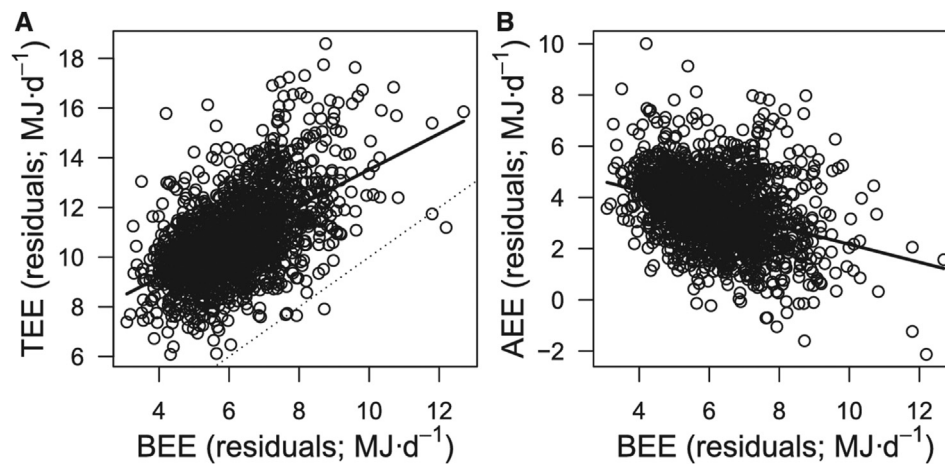 A
TEE (residuals; MJ·d⁻¹)
18
16
14
12
10
8
6
4 6 8 10 12
BEE (residuals; MJ·d⁻¹)
B
AEE (residuals; MJ·d⁻¹)
10
8
6
4
2
0
−2
4 6 8 10 12
BEE (residuals; MJ·d⁻¹)